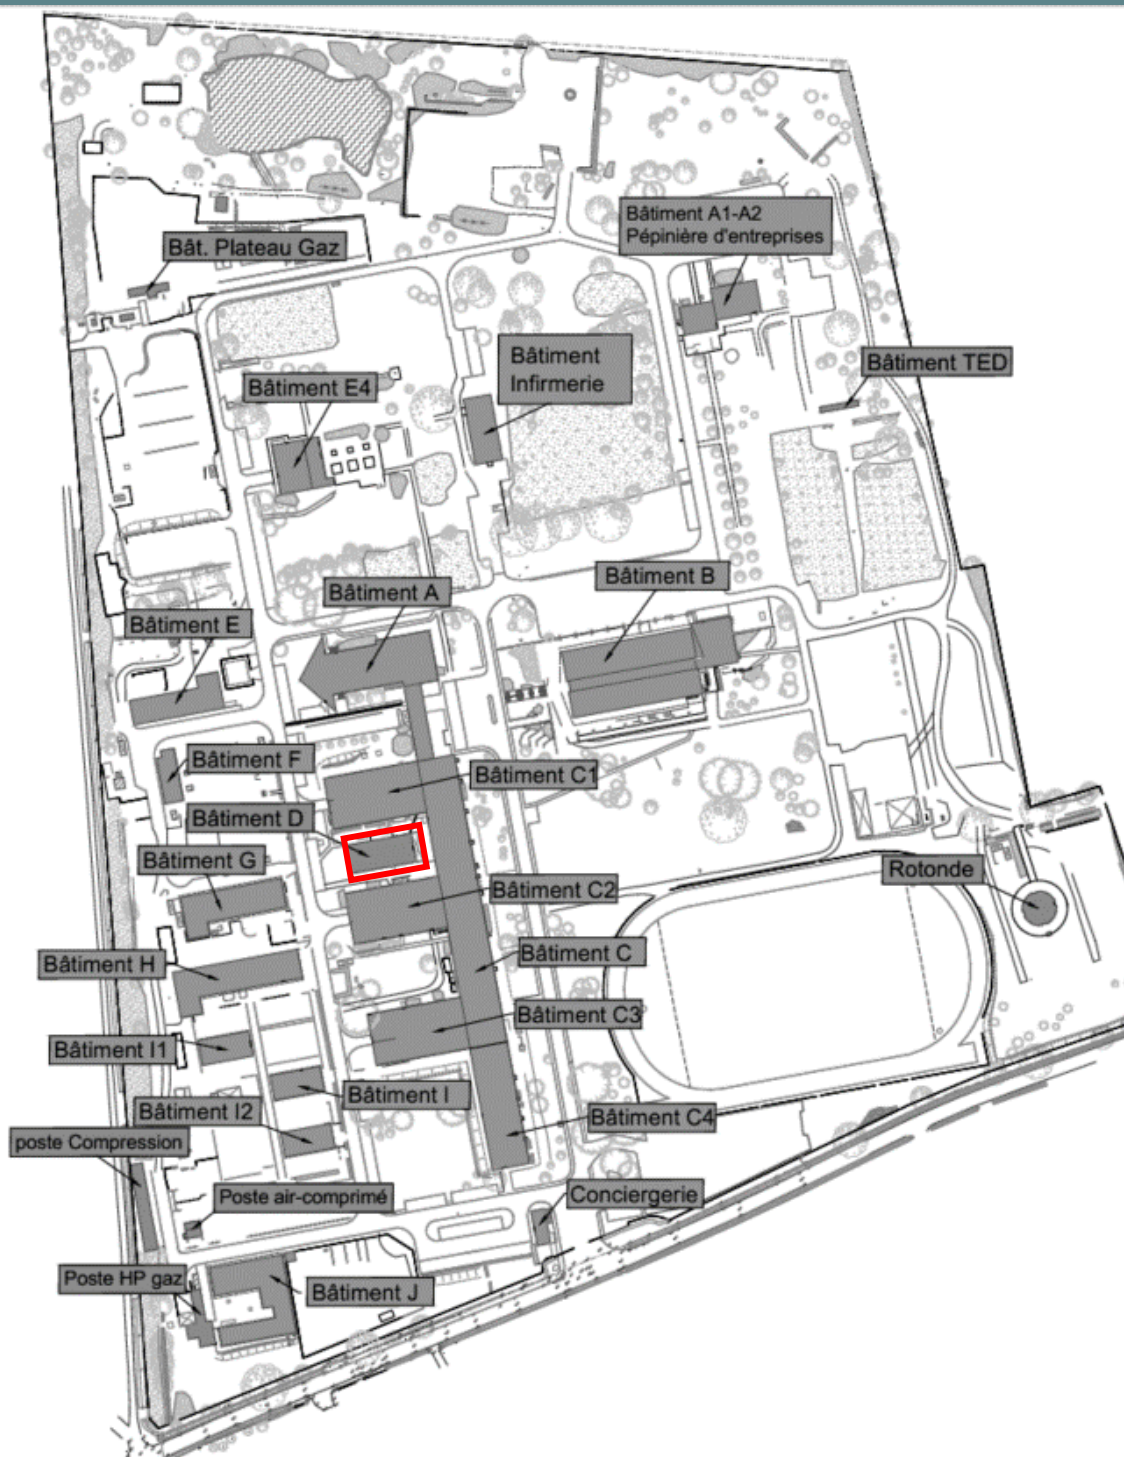 Bâtiment A1-A2
Pépinière d'entreprises
Bât. Plateau Gaz
Bâtiment
Infirmerie
Bâtiment TED
Bâtiment E4
Bâtiment B
Bâtiment A
Bâtiment E
Bâtiment F
Bâtiment C1
Bâtiment D
Bâtiment G
Rotonde
Bâtiment C2
Bâtiment C
Bâtiment H
Bâtiment C3
Bâtiment I1
Bâtiment I
Bâtiment I2
Bâtiment C4
poste Compression
Poste air-comprimé
Conciergerie
Poste HP gaz
Bâtiment J